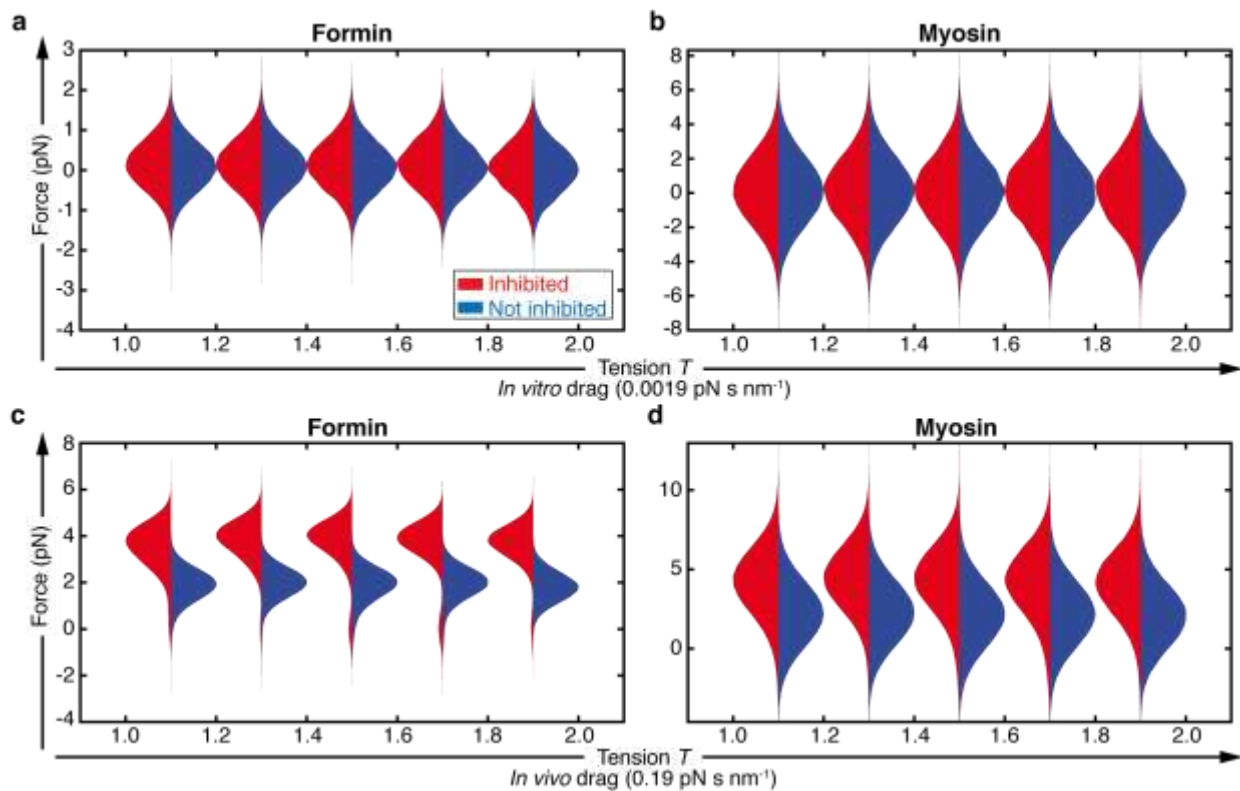 a
Formin
Force (pN)
3
2
1
0
-1
-2
-3
-4
Inhibited
Not inhibited
1.0 1.2 1.4 1.6 1.8 2.0
b
Myosin
8
6
4
2
0
-2
-4
-6
-8
1.0 1.2 1.4 1.6 1.8 2.0
Tension T
In vitro drag (0.0019 pN s nm⁻¹)
c
Formin
Force (pN)
8
6
4
2
0
-2
-4
1.0 1.2 1.4 1.6 1.8 2.0
d
Myosin
10
5
0
1.0 1.2 1.4 1.6 1.8 2.0
Tension T
In vivo drag (0.19 pN s nm⁻¹)